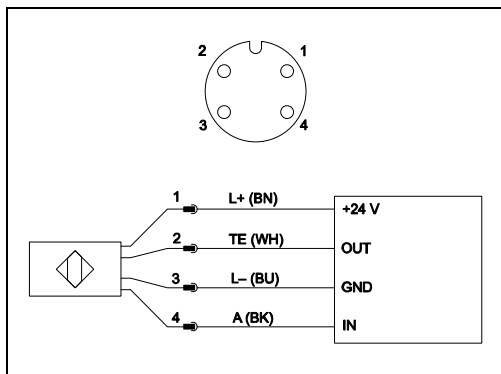 2 1
3 4
1 L+ (BN) +24 V
2 TE (WH) OUT
3 L– (BU) GND
4 A (BK) IN